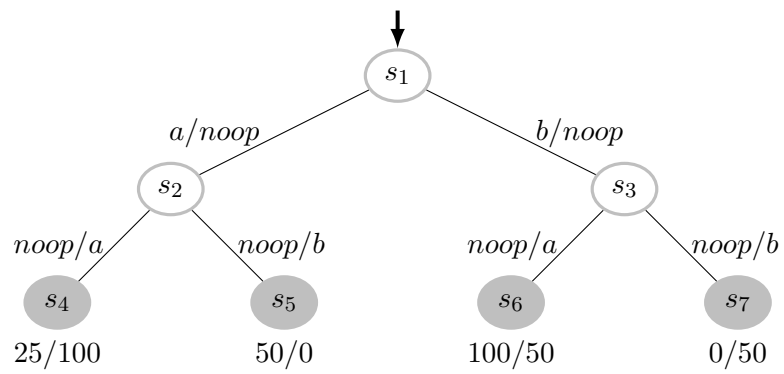 s1
a/noop b/noop
s2 s3
noop/a noop/b noop/a noop/b
s4 s5 s6 s7
25/100 50/0 100/50 0/50